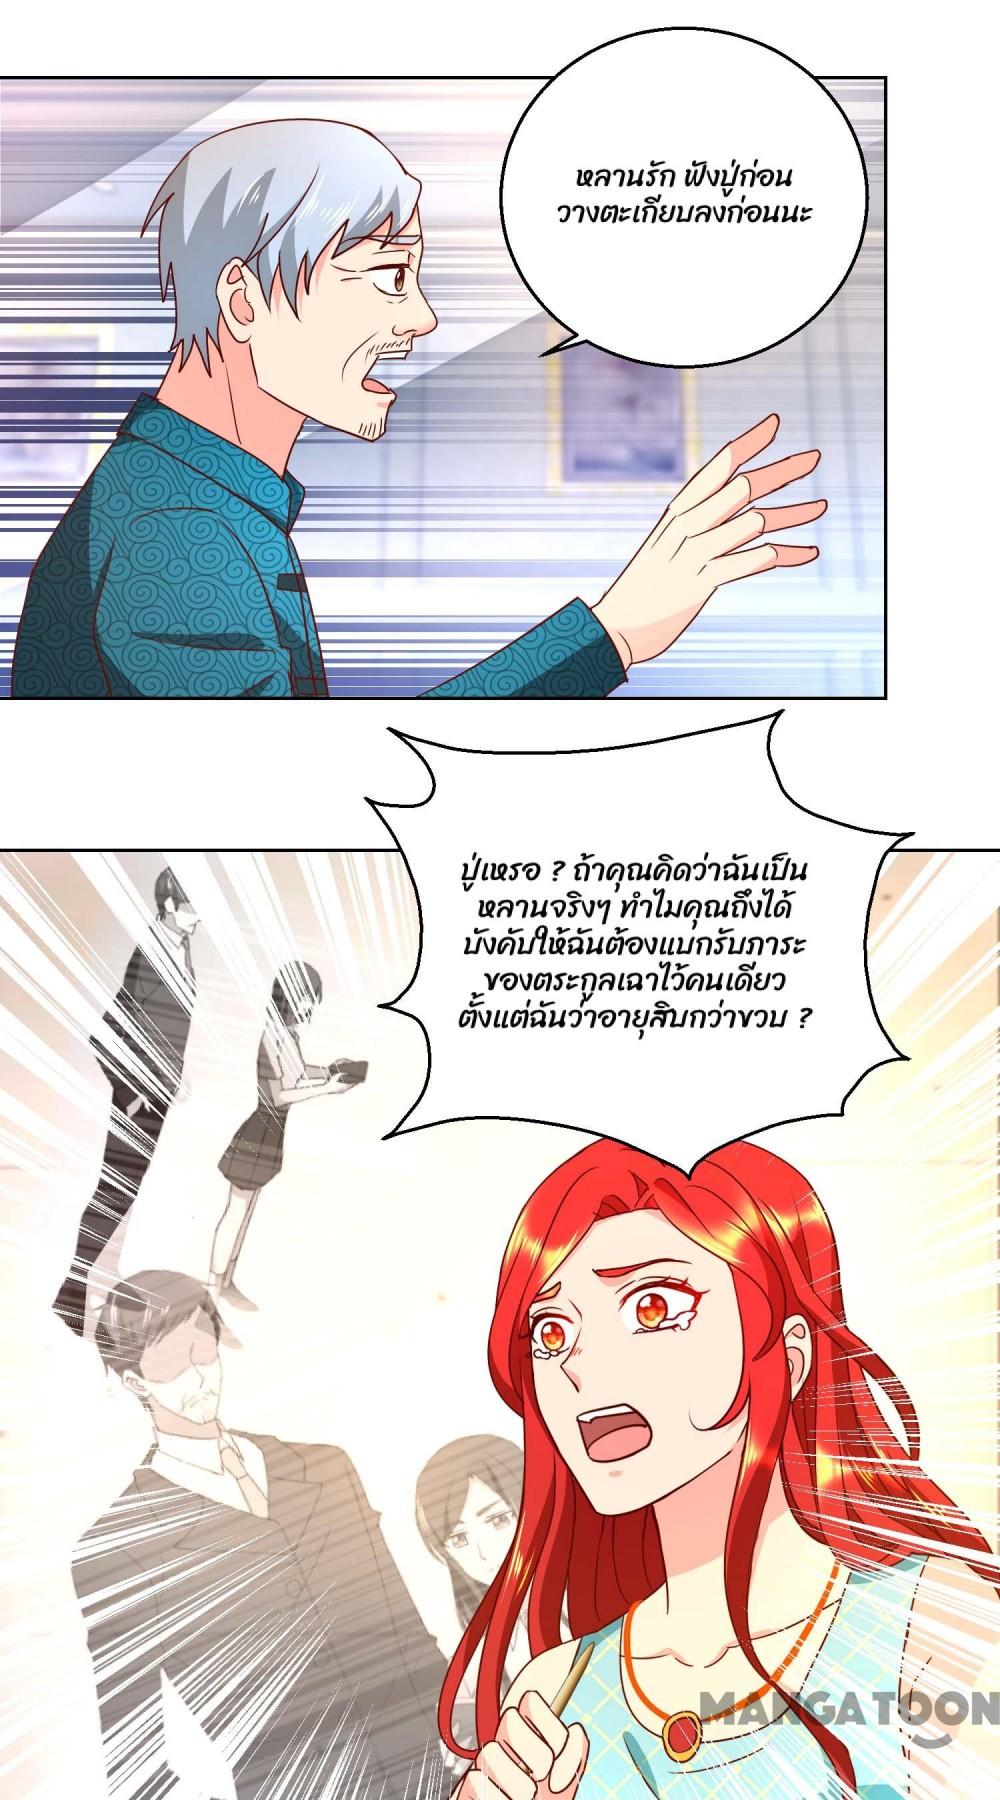 หลานรัก ฟังปู่ก่อน
วางตะเกียบลงก่อนนะ
ปู่เหรอ ? ถ้าคุณคิดว่าฉันเป็น
หลานจริงๆ ทำไมคุณถึงได้
บังคับให้ฉันต้องแบกรับภาระ
ของตระกูลเฉาไว้คนเดียว
ตั้งแต่ฉันว่าอายุสิบกว่าขวบ ?
MANGATOON